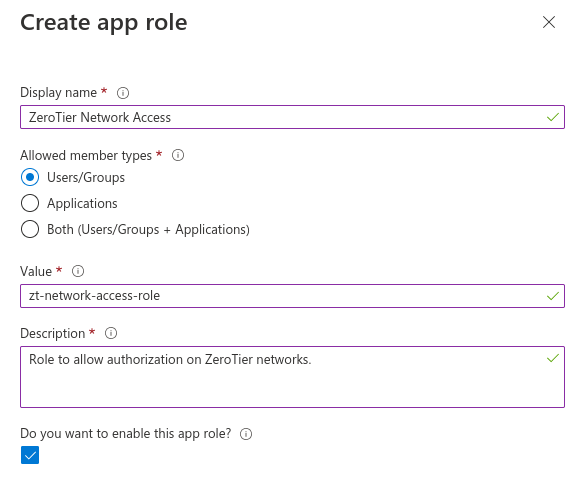 Create app role
Display name *
ZeroTier Network Access
Allowed member types *
Users/Groups
Applications
Both (Users/Groups + Applications)
Value *
zt-network-access-role
Description *
Role to allow authorization on ZeroTier networks.
Do you want to enable this app role?